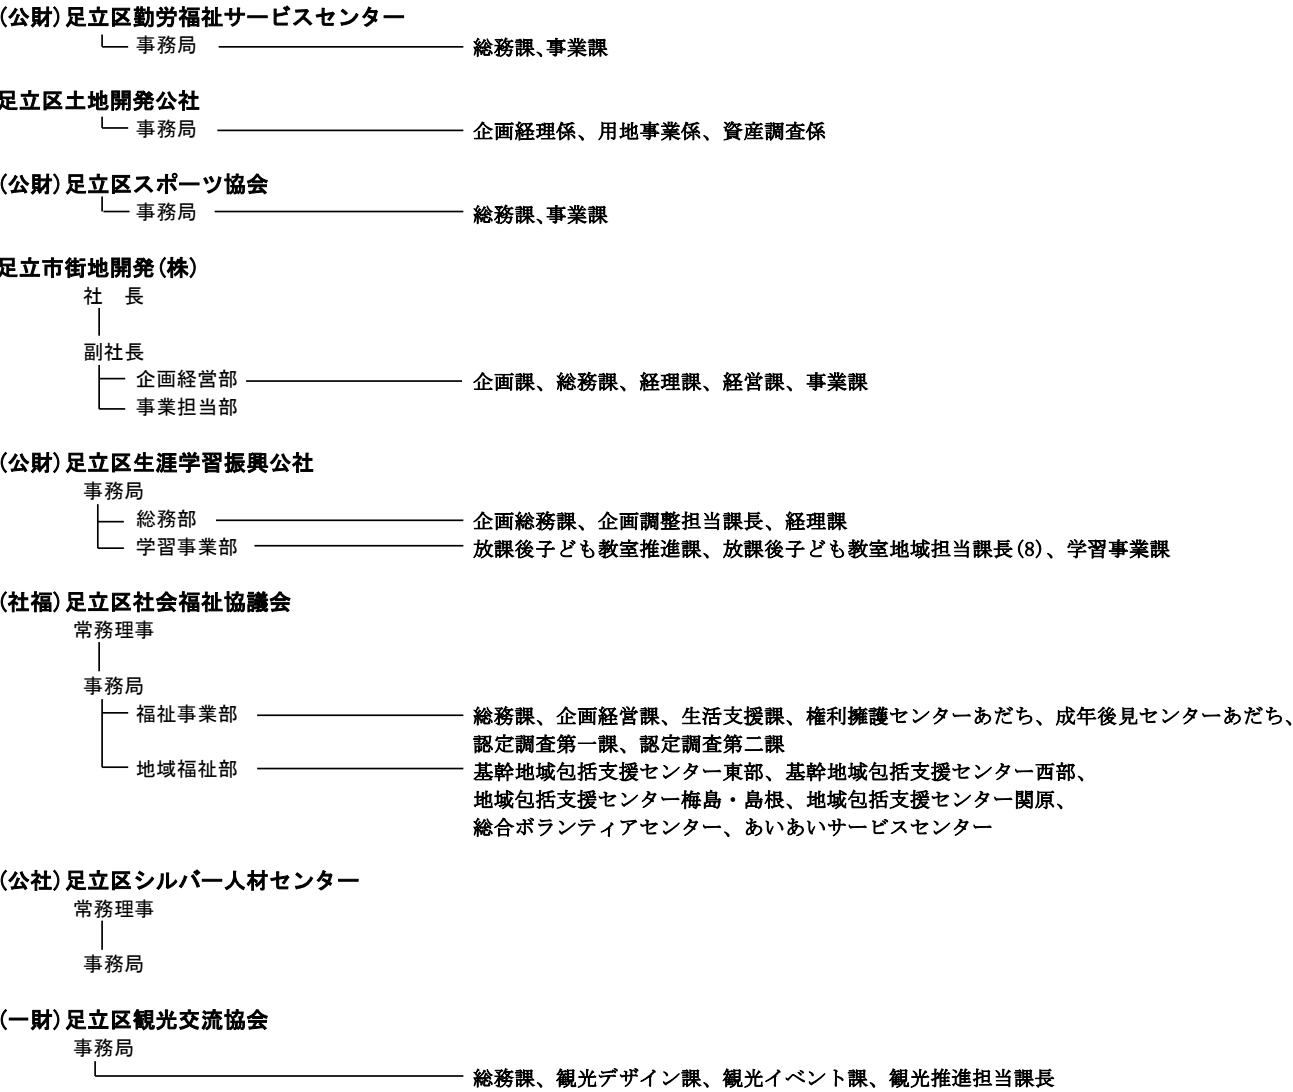 (公財)足立区勤労福祉サービスセンター
事務局 総務課、事業課
足立区土地開発公社
事務局 企画経理係、用地事業係、資産調査係
(公財)足立区スポーツ協会
事務局 総務課、事業課
足立市街地開発(株)
社　長
副社長
企画経営部 企画課、総務課、経理課、経営課、事業課
事業担当部
(公財)足立区生涯学習振興公社
事務局
総務部 企画総務課、企画調整担当課長、経理課
学習事業部 放課後子ども教室推進課、放課後子ども教室地域担当課長(8)、学習事業課
(社福)足立区社会福祉協議会
常務理事
事務局
福祉事業部 総務課、企画経営課、生活支援課、権利擁護センターあだち、成年後見センターあだち、
認定調査第一課、認定調査第二課
地域福祉部 基幹地域包括支援センター東部、基幹地域包括支援センター西部、
地域包括支援センター梅島・島根、地域包括支援センター関原、
総合ボランティアセンター、あいあいサービスセンター
(公社)足立区シルバー人材センター
常務理事
事務局
(一財)足立区観光交流協会
事務局
総務課、観光デザイン課、観光イベント課、観光推進担当課長